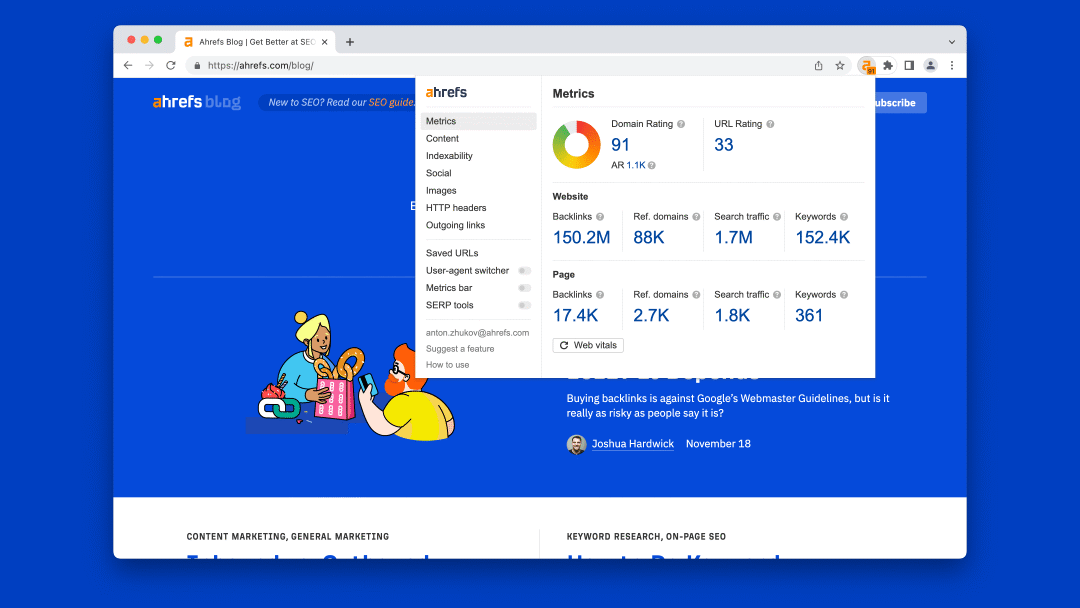 Ahrefs Blog | Get Better at SEO
https://ahrefs.com/blog/
91
ahrefs blog
New to SEO? Read our SEO guide.
ubscribe
ahrefs
Metrics
Content
Indexability
Social
Images
HTTP headers
Outgoing links
Saved URLs
User-agent switcher
Metrics bar
SERP tools
anton.zhukov@ahrefs.com
Suggest a feature
How to use
Metrics
Domain Rating
91
AR 1.1K
URL Rating
33
Website
Backlinks Ref. domains Search traffic Keywords
150.2M 88K 1.7M 152.4K
Page
Backlinks Ref. domains Search traffic Keywords
17.4K 2.7K 1.8K 361
Web vitals
Buying backlinks is against Google's Webmaster Guidelines, but is it
really as risky as people say it is?
Joshua Hardwick November 18
CONTENT MARKETING, GENERAL MARKETING
KEYWORD RESEARCH, ON-PAGE SEO